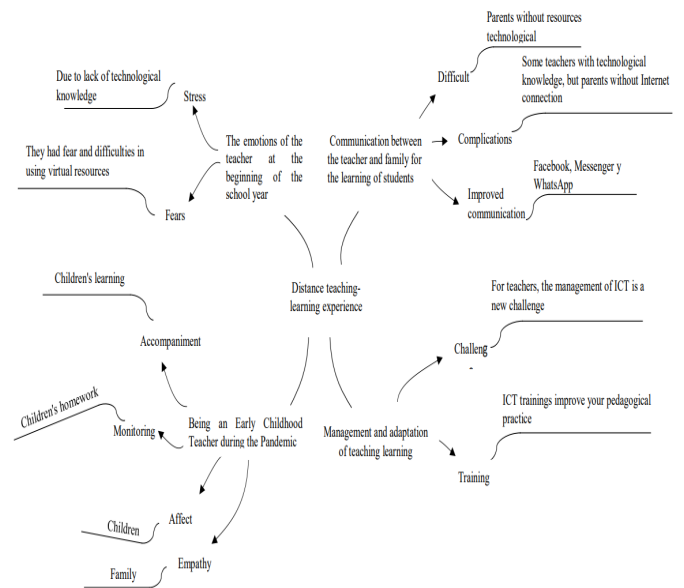 Parents without resources
technological
Difficult
Some teachers with technological
knowledge, but parents without Internet
connection
Complications
Facebook, Messenger y
WhatsApp
Improved
communication
Communication between
the teacher and family for
the learning of students
Due to lack of technological
knowledge
Stress
They had fear and difficulties in
using virtual resources
Fears
The emotions of the
teacher at the
beginning of the
school year
Distance teaching-
learning experience
Children's learning
Accompaniment
Children's homework
Monitoring
Being an Early Childhood
Teacher during the Pandemic
Children
Affect
Family
Empathy
For teachers, the management of ICT is a
new challenge
Challeng
ICT trainings improve your pedagogical
practice
Training
Management and adaptation
of teaching learning